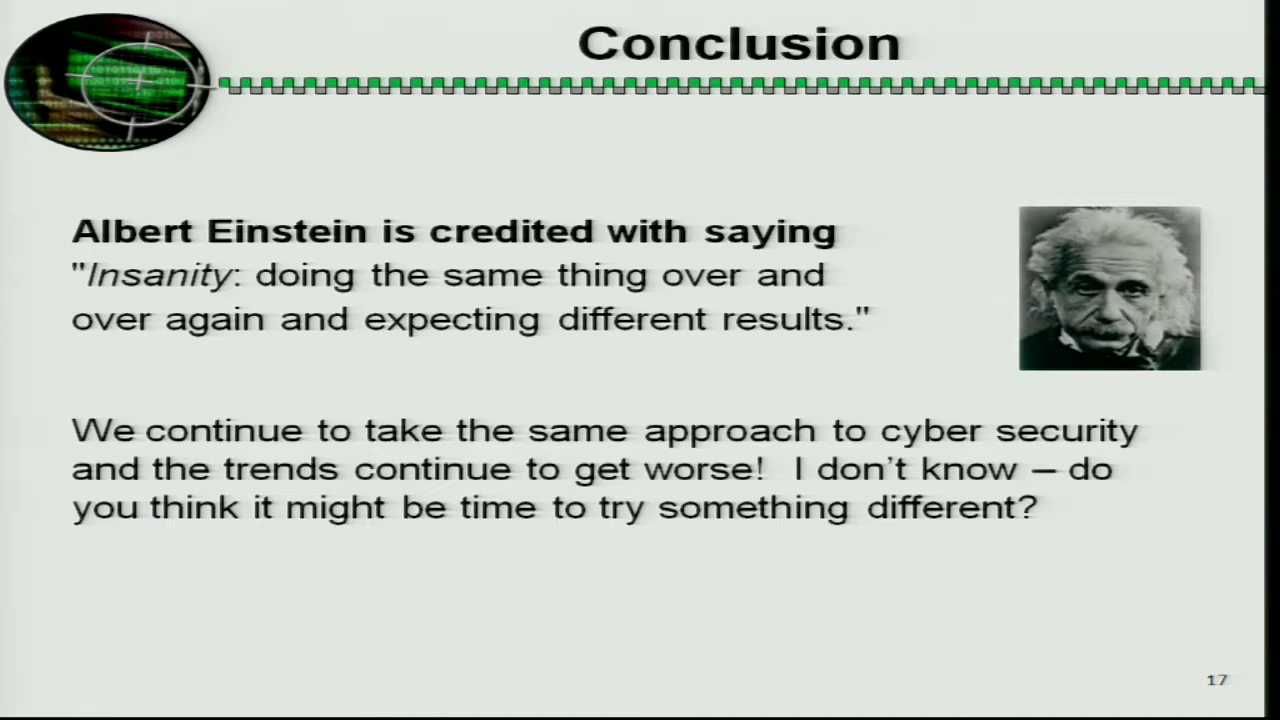 Conclusion
Albert Einstein is credited with saying
"Insanity: doing the same thing over and
over again and expecting different results."
We continue to take the same approach to cyber security
and the trends continue to get worse! I don't know – do
you think it might be time to try something different?
17